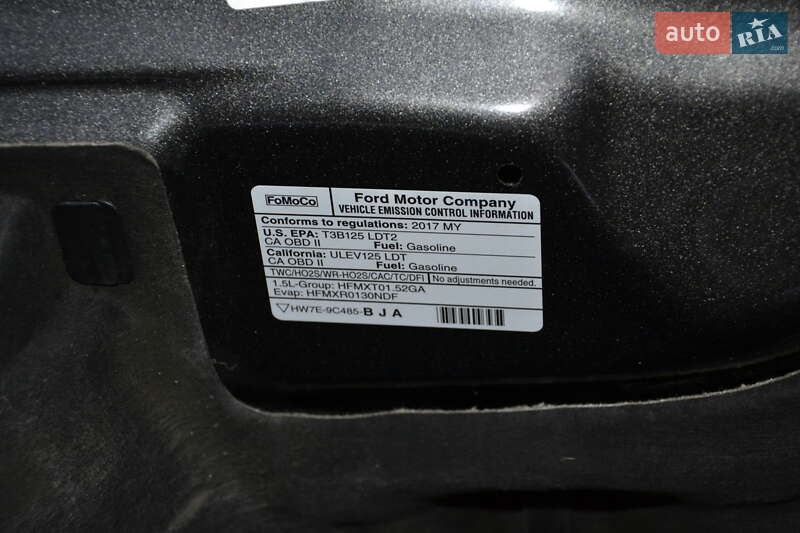 auto RIA
FoMoCo Ford Motor Company
VEHICLE EMISSION CONTROL INFORMATION
Conforms to regulations: 2017 MY
U.S. EPA: T3B125 LDT2
CA OBD II Fuel: Gasoline
California: ULEV125 LDT
CA OBD II Fuel: Gasoline
TWC/HO2S/WR-HO2S/CAC/TC/DFI No adjustments needed.
1.5L-Group: HFMXT01.52GA
Evap: HFMXR0130NDF
HW7E-9C485-B J A